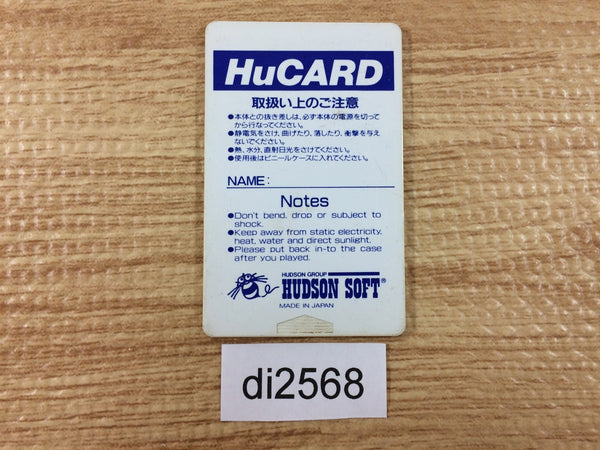 HuCARD
取扱い上のご注意
●本体との抜き差しは、必ず本体の電源を切って
から行なってください。
●静電気をさけ、曲げたり、落したり、衝撃を与え
ないでください。
●熱、水分、直射日光をさけてください。
●使用後はビニールケースに入れてください。
NAME:
Notes
●Don't bend, drop or subject to
shock.
●Keep away from static electricity,
heat, water and direct sunlight.
●Please put back in-to the case
after you played.
HUDSON GROUP
HUDSON SOFT®
MADE IN JAPAN
di2568